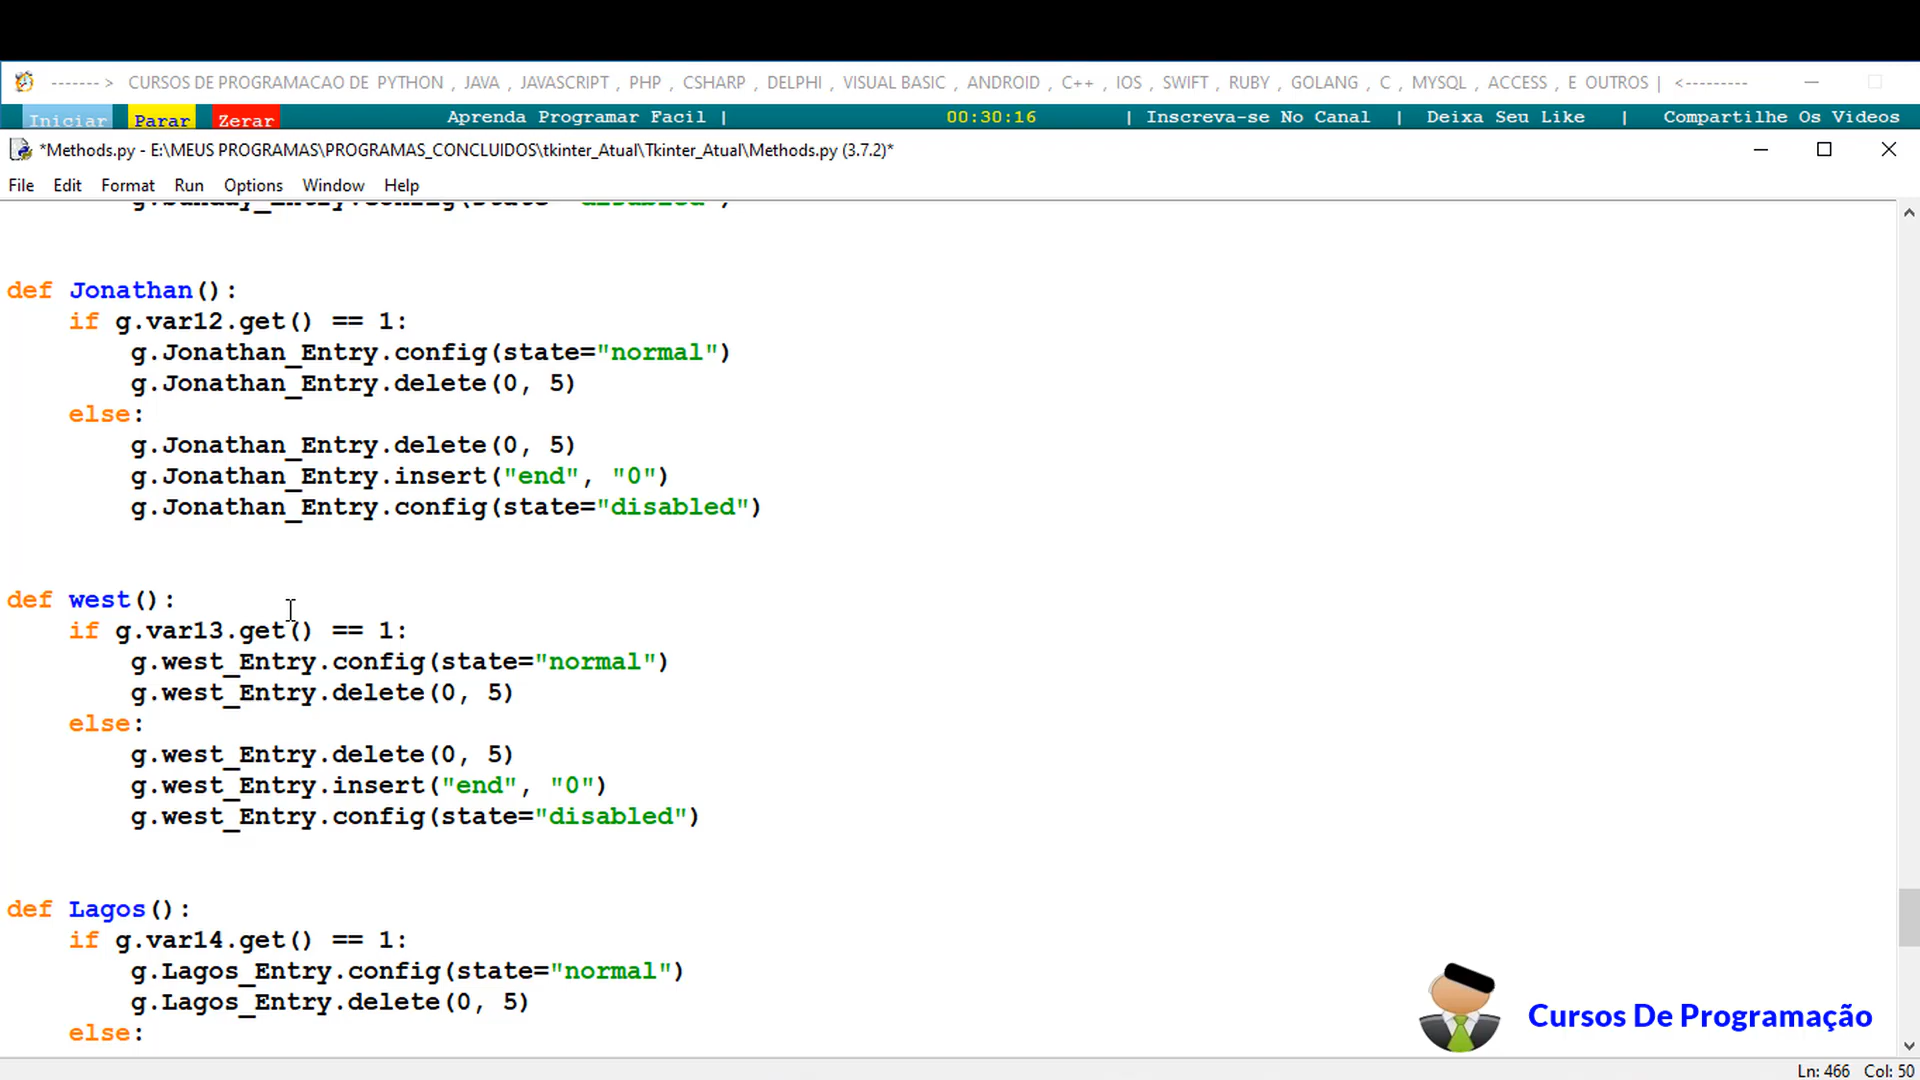 -------> CURSOS DE PROGRAMACAO DE PYTHON , JAVA , JAVASCRIPT , PHP , CSHARP , DELPHI , VISUAL BASIC , ANDROID , C++ , IOS , SWIFT , RUBY , GOLANG , C , MYSQL , ACCESS , E OUTROS | <---------
Iniciar Parar Zerar Aprenda Programar Facil | 00:30:16 | Inscreva-se No Canal | Deixa Seu Like | Compartilhe Os Videos
*Methods.py - E:\MEUS PROGRAMAS\PROGRAMAS_CONCLUIDOS\tkinter_Atual\Tkinter_Atual\Methods.py (3.7.2)*
File Edit Format Run Options Window Help
def Jonathan():
    if g.var12.get() == 1:
        g.Jonathan_Entry.config(state="normal")
        g.Jonathan_Entry.delete(0, 5)
    else:
        g.Jonathan_Entry.delete(0, 5)
        g.Jonathan_Entry.insert("end", "0")
        g.Jonathan_Entry.config(state="disabled")
def west():
    if g.var13.get() == 1:
        g.west_Entry.config(state="normal")
        g.west_Entry.delete(0, 5)
    else:
        g.west_Entry.delete(0, 5)
        g.west_Entry.insert("end", "0")
        g.west_Entry.config(state="disabled")
def Lagos():
    if g.var14.get() == 1:
        g.Lagos_Entry.config(state="normal")
        g.Lagos_Entry.delete(0, 5)
    else:
Cursos De Programação
Ln: 466 Col: 50